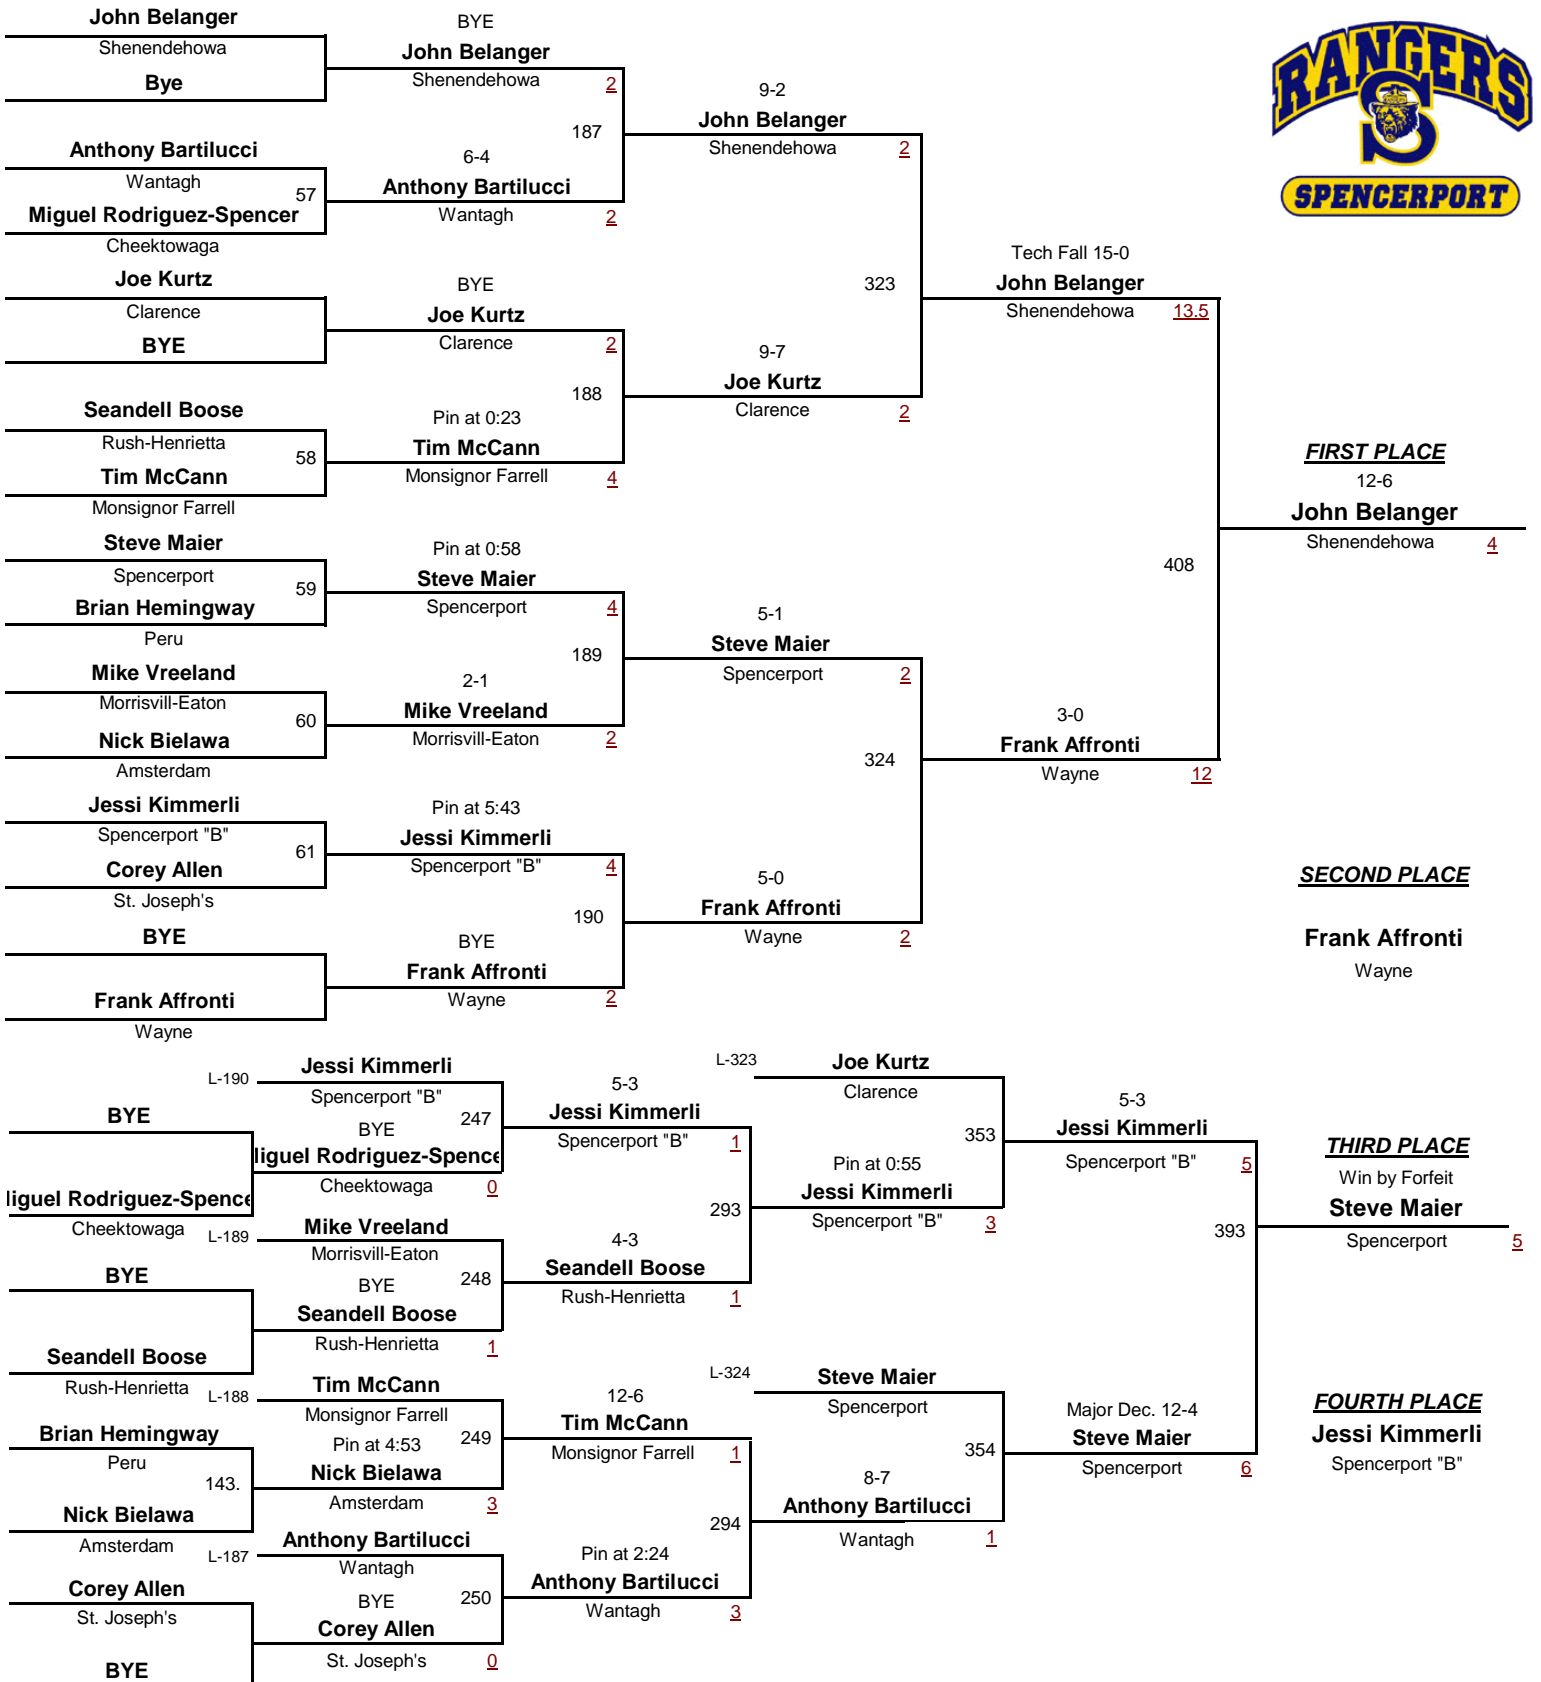 John Belanger
Shenendehowa
Bye
Anthony Bartilucci
Wantagh
57
Miguel Rodriguez-Spencer
Cheektowaga
Joe Kurtz
Clarence
BYE
Seandell Boose
Rush-Henrietta
58
Tim McCann
Monsignor Farrell
Steve Maier
Spencerport
59
Brian Hemingway
Peru
Mike Vreeland
Morrisvill-Eaton
60
Nick Bielawa
Amsterdam
Jessi Kimmerli
Spencerport "B"
61
Corey Allen
St. Joseph's
BYE
Frank Affronti
Wayne
BYE
John Belanger
Shenendehowa 2
187
6-4
Anthony Bartilucci
Wantagh 2
BYE
Joe Kurtz
Clarence 2
188
Pin at 0:23
Tim McCann
Monsignor Farrell 4
Pin at 0:58
Steve Maier
Spencerport 4
189
2-1
Mike Vreeland
Morrisvill-Eaton 2
Pin at 5:43
Jessi Kimmerli
Spencerport "B" 4
190
BYE
Frank Affronti
Wayne 2
9-2
John Belanger
Shenendehowa 2
323
9-7
Joe Kurtz
Clarence 2
5-1
Steve Maier
Spencerport 2
324
5-0
Frank Affronti
Wayne 2
Tech Fall 15-0
John Belanger
Shenendehowa 13.5
408
3-0
Frank Affronti
Wayne 12
RANGERS
S
SPENCERPORT
FIRST PLACE
12-6
John Belanger
Shenendehowa 4
SECOND PLACE
Frank Affronti
Wayne
BYE
liguel Rodriguez-Spence
Cheektowaga
BYE
Seandell Boose
Rush-Henrietta
Brian Hemingway
Peru
143.
Nick Bielawa
Amsterdam
Corey Allen
St. Joseph's
BYE
L-190
Jessi Kimmerli
Spencerport "B"
247
BYE
liguel Rodriguez-Spence
Cheektowaga 0
L-189
Mike Vreeland
Morrisvill-Eaton
248
BYE
Seandell Boose
Rush-Henrietta 1
L-188
Tim McCann
Monsignor Farrell
249
Pin at 4:53
Nick Bielawa
Amsterdam 3
L-187
Anthony Bartilucci
Wantagh
250
BYE
Corey Allen
St. Joseph's 0
5-3
Jessi Kimmerli
Spencerport "B" 1
293
4-3
Seandell Boose
Rush-Henrietta 1
12-6
Tim McCann
Monsignor Farrell 1
294
Pin at 2:24
Anthony Bartilucci
Wantagh 3
L-323
Joe Kurtz
Clarence
353
Pin at 0:55
Jessi Kimmerli
Spencerport "B" 3
L-324
Steve Maier
Spencerport
354
8-7
Anthony Bartilucci
Wantagh 1
5-3
Jessi Kimmerli
Spencerport "B" 5
393
Major Dec. 12-4
Steve Maier
Spencerport 6
THIRD PLACE
Win by Forfeit
Steve Maier
Spencerport 5
FOURTH PLACE
Jessi Kimmerli
Spencerport "B"